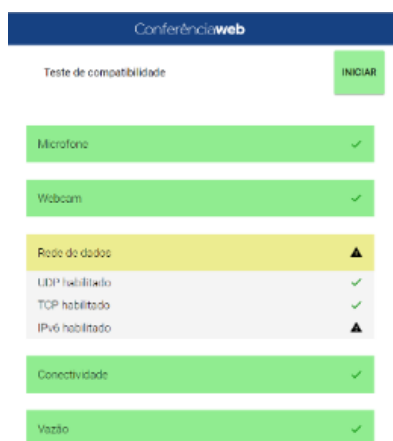 Conferênciaweb
Teste de compatibilidade
INICIAR
Microfone
Webcam
Rede de dados
UDP habilitado
TCP habilitado
IPv6 habilitado
Conectividade
Vazão